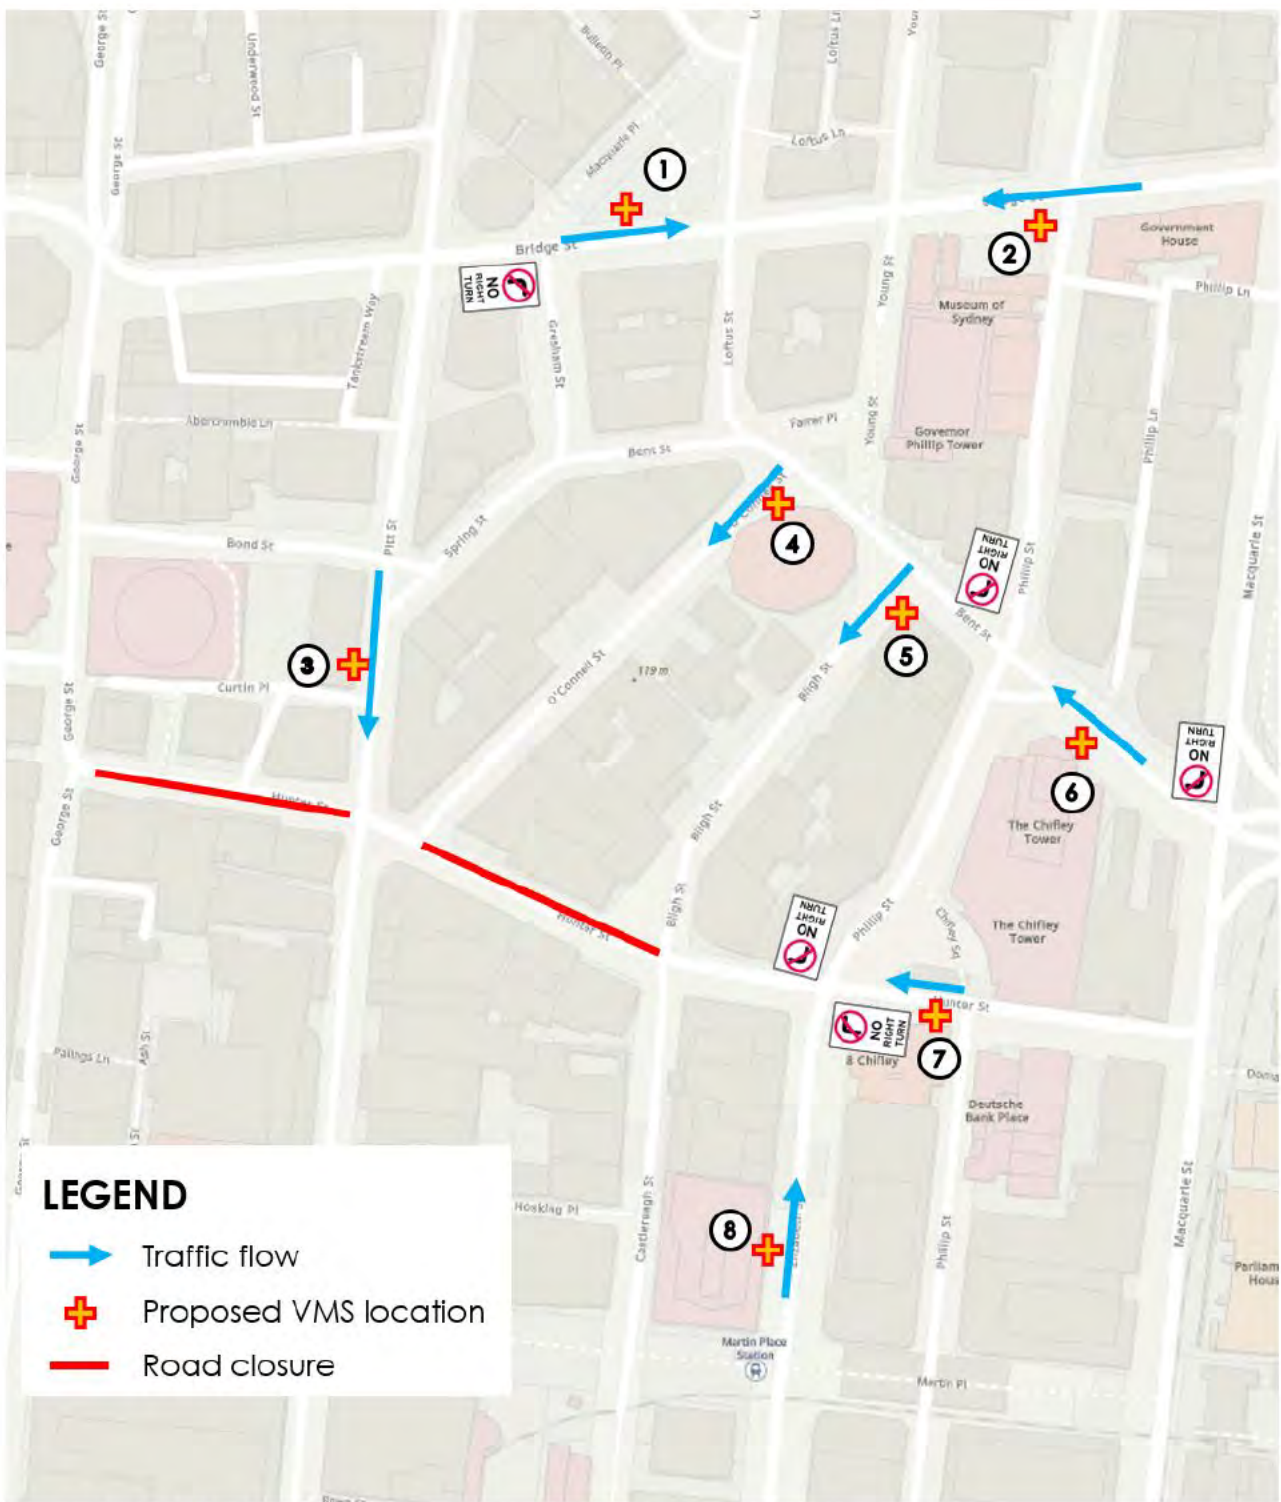 George St
Underwood St
Bulletin Pl
Loftus Ln
George St
Macquarie Pl
Loftus Ln
1
Bridge St
2
Government
House
Phillip Ln
NO
RIGHT
TURN
Museum of
Sydney
Young St
Loftus St
Tankstream Way
Gresham St
Abercrombie Ln
Farrer Pl
Young St
Governor
Phillip Tower
Phillip Ln
George St
Bent St
Pitt St
Spring St
Bond St
4
NO
RIGHT
TURN
Phillip St
Macquarie St
Bent St
3
5
119 m
O'Connell St
Bligh St
Curtin Pl
George St
NO
RIGHT
TURN
6
Hunter St
George St
The Chifley
Tower
Bligh St
Bligh St
Hunter St
NO
RIGHT
TURN
Phillip St
Chifley Sq
The Chifley
Tower
Hunter St
NO
RIGHT
TURN
8 Chifley
7
Ash St
Palings Ln
Deutsche
Bank Place
LEGEND
Traffic flow
Proposed VMS location
Road closure
Hosking Pl
Castlereagh St
8
Phillip St
Macquarie St
Martin Place
Station
Martin Pl